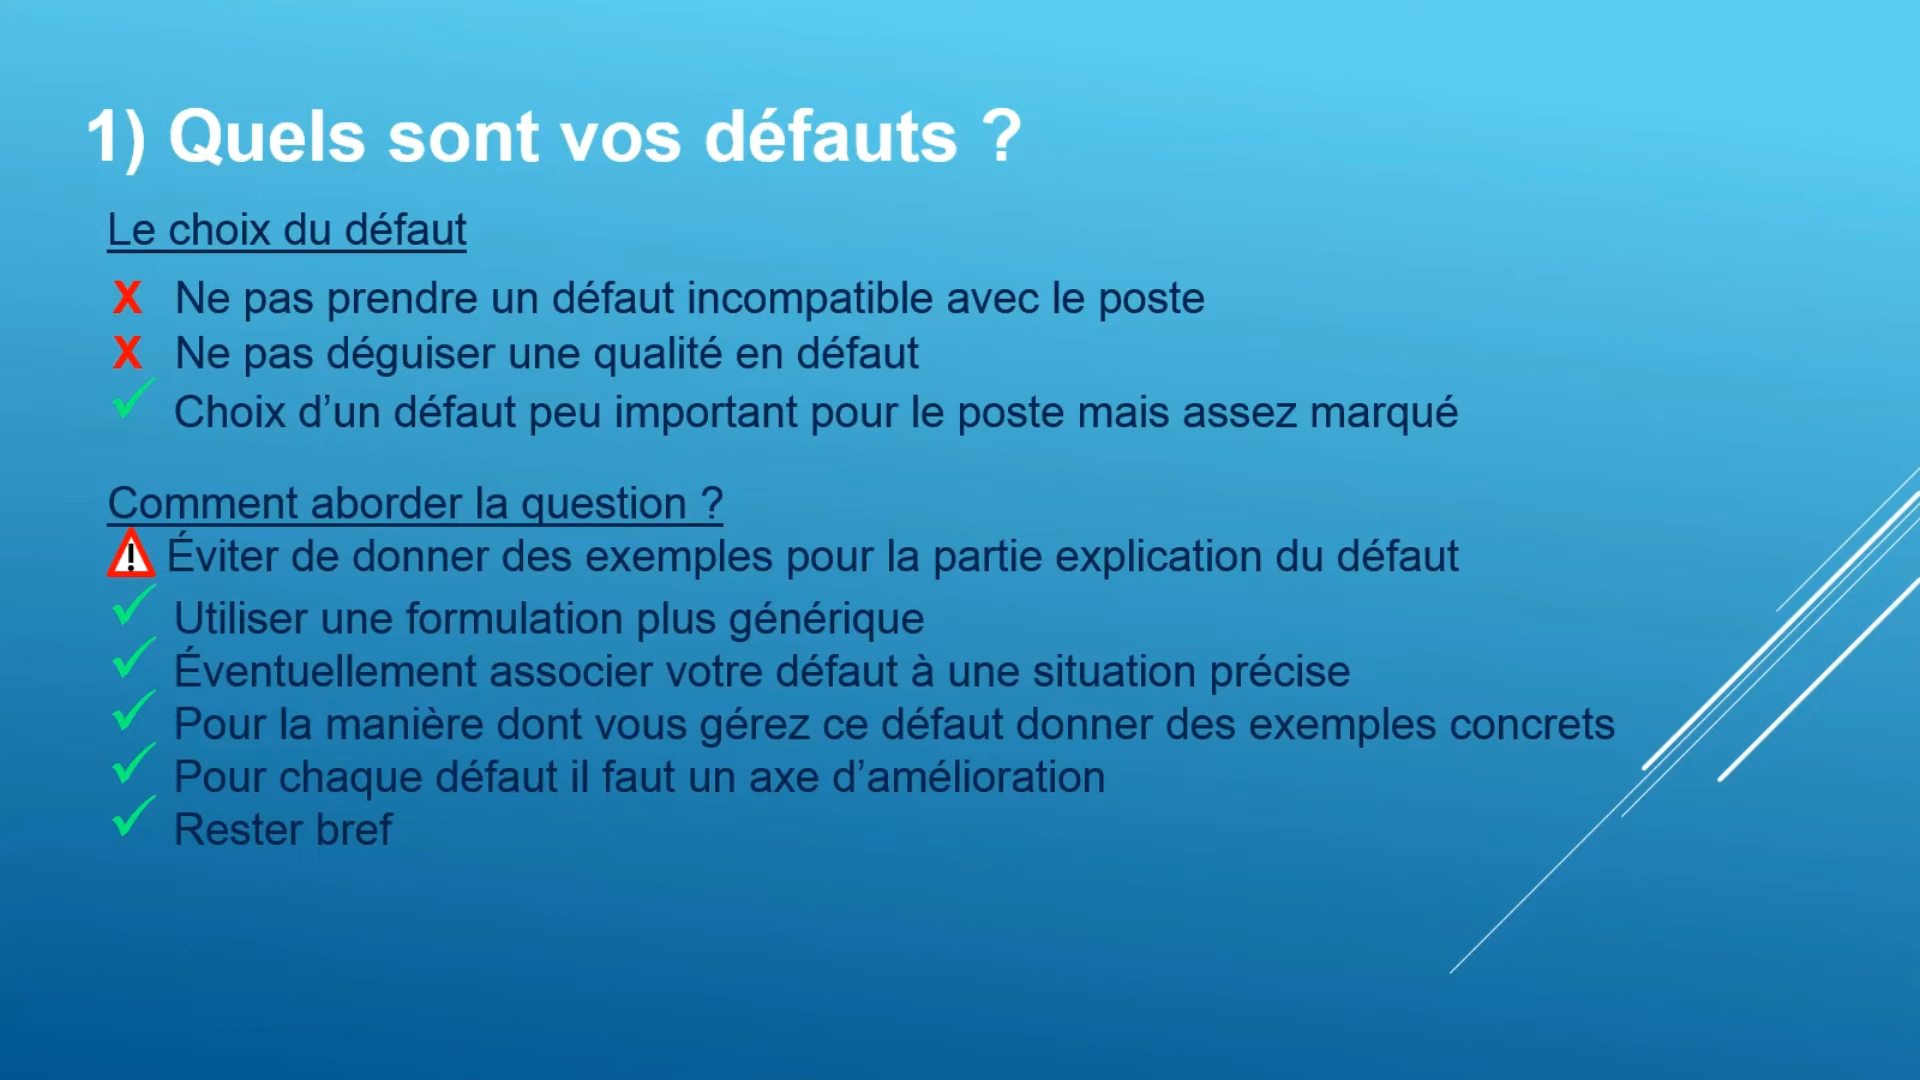 1) Quels sont vos défauts ?
Le choix du défaut
X Ne pas prendre un défaut incompatible avec le poste
X Ne pas déguiser une qualité en défaut
✓ Choix d’un défaut peu important pour le poste mais assez marqué
Comment aborder la question ?
⚠ Éviter de donner des exemples pour la partie explication du défaut
✓ Utiliser une formulation plus générique
✓ Éventuellement associer votre défaut à une situation précise
✓ Pour la manière dont vous gérez ce défaut donner des exemples concrets
✓ Pour chaque défaut il faut un axe d’amélioration
✓ Rester bref